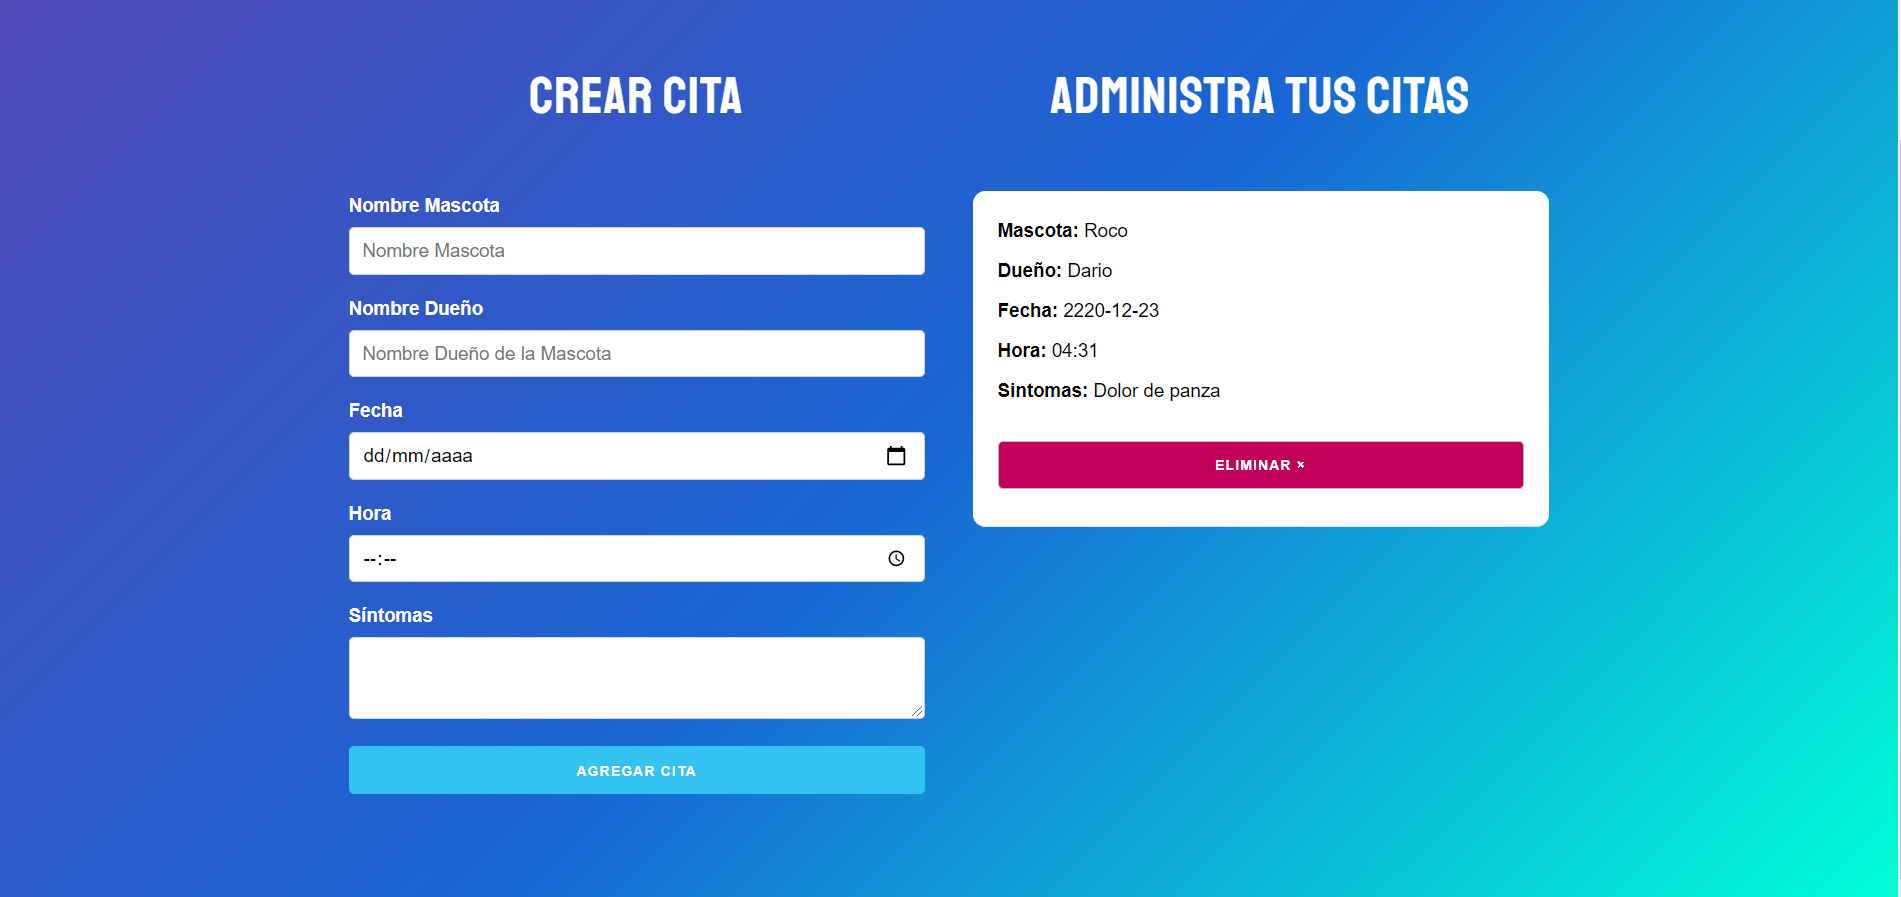 CREAR CITA
Nombre Mascota
Nombre Mascota
Nombre Dueño
Nombre Dueño de la Mascota
Fecha
dd/mm/aaaa
Hora
--:--
Síntomas
AGREGAR CITA
ADMINISTRA TUS CITAS
Mascota: Roco
Dueño: Dario
Fecha: 2220-12-23
Hora: 04:31
Sintomas: Dolor de panza
ELIMINAR ×